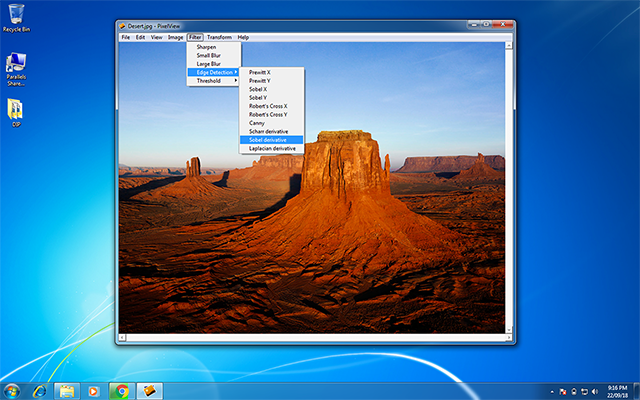 Recycle Bin
Parallels
Share...
DIP
Desert.jpg - PixelView
File Edit View Image Filter Transform Help
Sharpen
Small Blur
Large Blur
Edge Detection
Threshold
Prewitt X
Prewitt Y
Sobel X
Sobel Y
Robert's Cross X
Robert's Cross Y
Canny
Scharr derivative
Sobel derivative
Laplacian derivative
9:16 PM
22/09/18